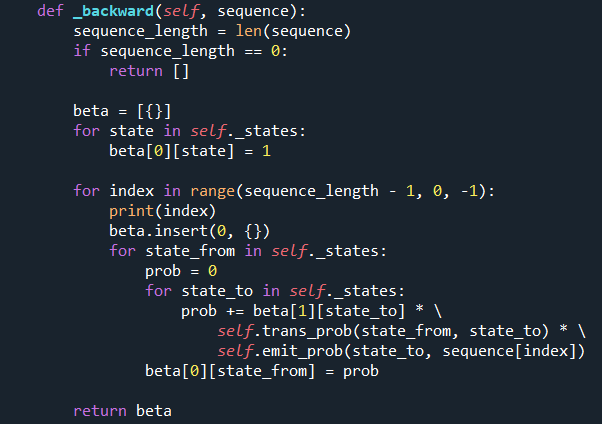 def _backward(self, sequence):
    sequence_length = len(sequence)
    if sequence_length == 0:
        return []

    beta = [{}]
    for state in self._states:
        beta[0][state] = 1

    for index in range(sequence_length - 1, 0, -1):
        print(index)
        beta.insert(0, {})
        for state_from in self._states:
            prob = 0
            for state_to in self._states:
                prob += beta[1][state_to] * \
                    self.trans_prob(state_from, state_to) * \
                    self.emit_prob(state_to, sequence[index])
            beta[0][state_from] = prob

    return beta